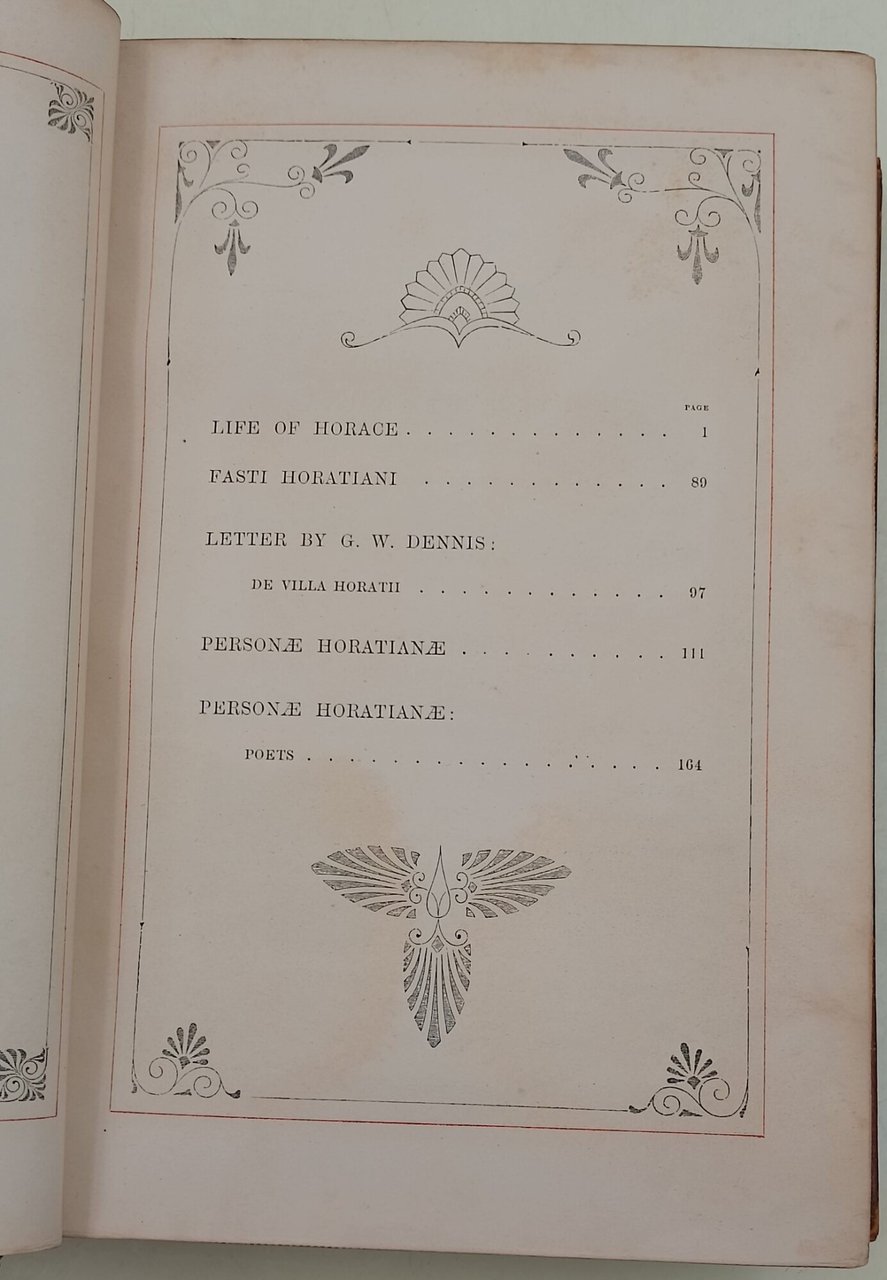 PAGE
LIFE OF HORACE . . . . . . . . . . . . . 1
FASTI HORATIANI . . . . . . . . . . . . 89
LETTER BY G. W. DENNIS:
DE VILLA HORATII . . . . . . . . . . . . 97
PERSONÆ HORATIANÆ . . . . . . . . . . 111
PERSONÆ HORATIANÆ:
POETS . . . . . . . . . . . . . . . . . 164